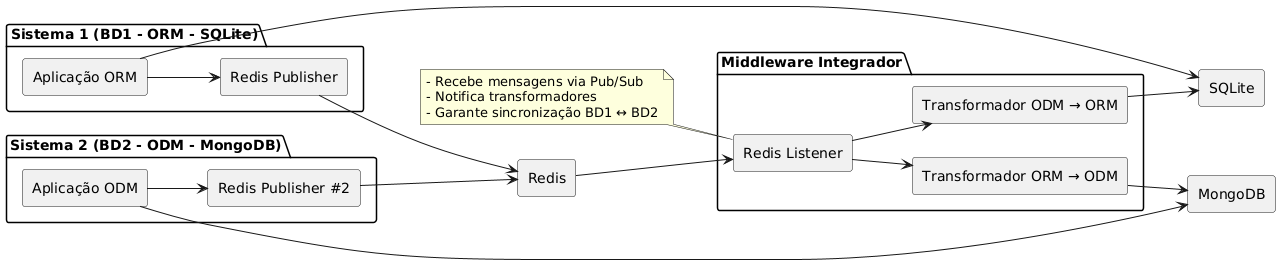 Sistema 1 (BD1 - ORM - SQLite)
Aplicação ORM
Redis Publisher
Sistema 2 (BD2 - ODM - MongoDB)
Aplicação ODM
Redis Publisher #2
- Recebe mensagens via Pub/Sub
- Notifica transformadores
- Garante sincronização BD1 ↔ BD2
Redis
Middleware Integrador
Redis Listener
Transformador ODM → ORM
Transformador ORM → ODM
SQLite
MongoDB